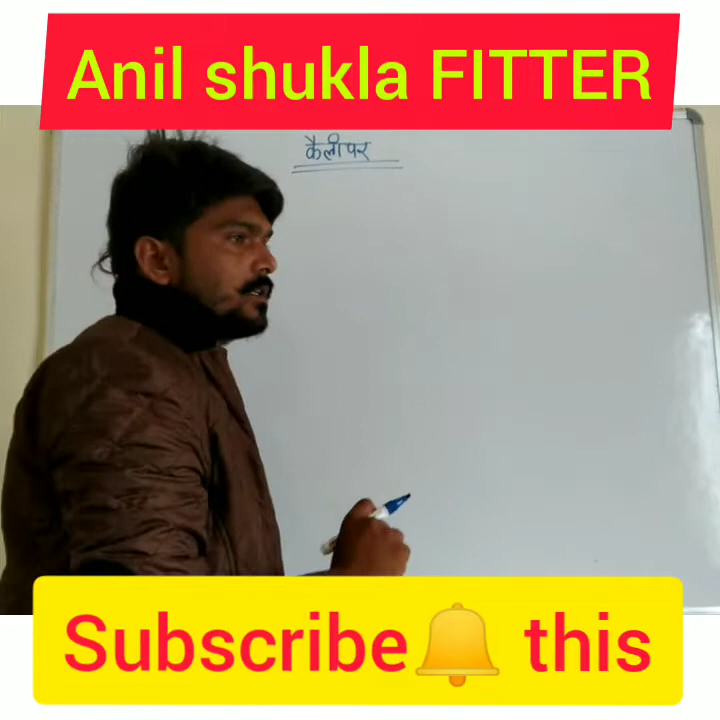 Anil shukla FITTER
कैलीपर
Subscribe🔔 this